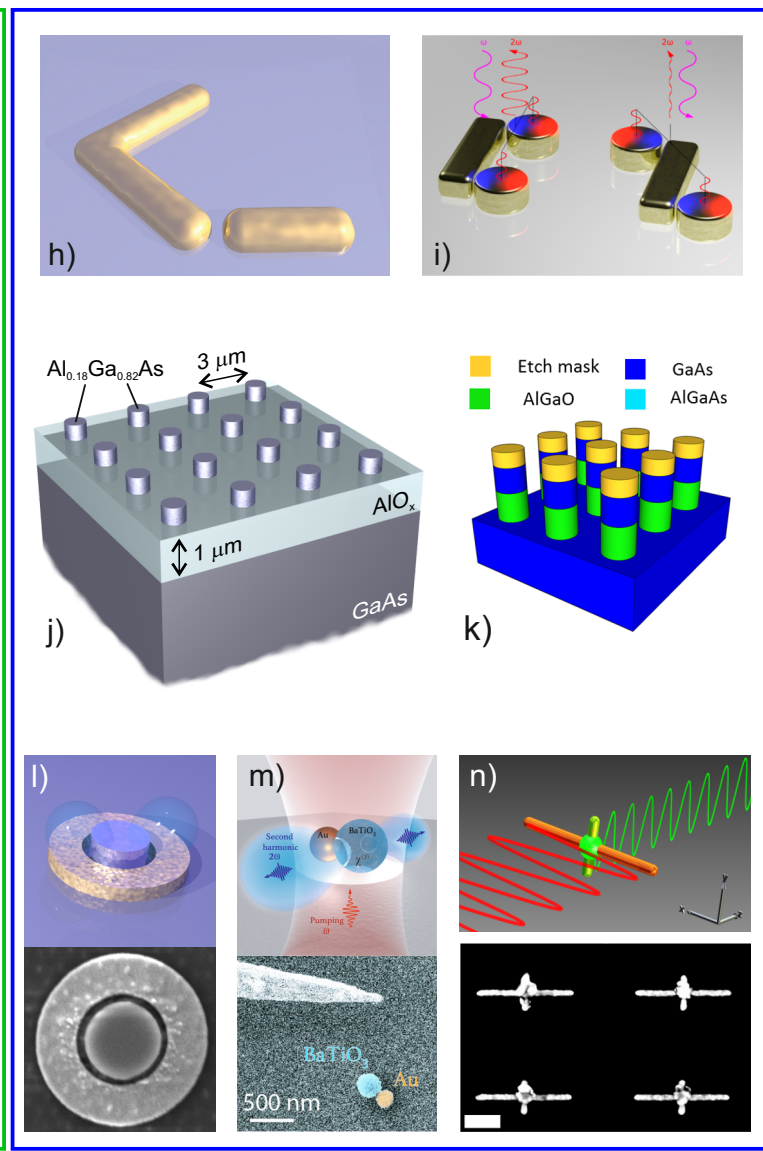 ω
2ω
2ω
ω
h)
i)
Al0.18Ga0.82As
3 μm
Etch mask
GaAs
AlGaO
AlGaAs
AlOx
1 μm
GaAs
j)
k)
l)
m)
n)
Au
BaTiO3
Second
harmonic
2ω
χ(2)
Pumping
ω
BaTiO3
Au
500 nm